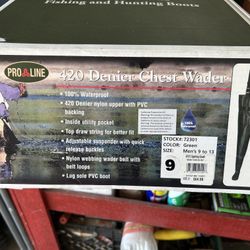 Fishing and Hunting Boots
PRO LINE
420 Denier Chest Wader
• 100% Waterproof
• 420 Denier nylon upper with PVC
backing
• Inside utility pocket
• Top draw string for better fit
• Adjustable suspender with quick
release buckles
• Nylon webbing wader belt with
belt loops
• Lug sole PVC boot
STOCK#: 72301
COLOR: Green
SIZE: Men's 9 to 13
9